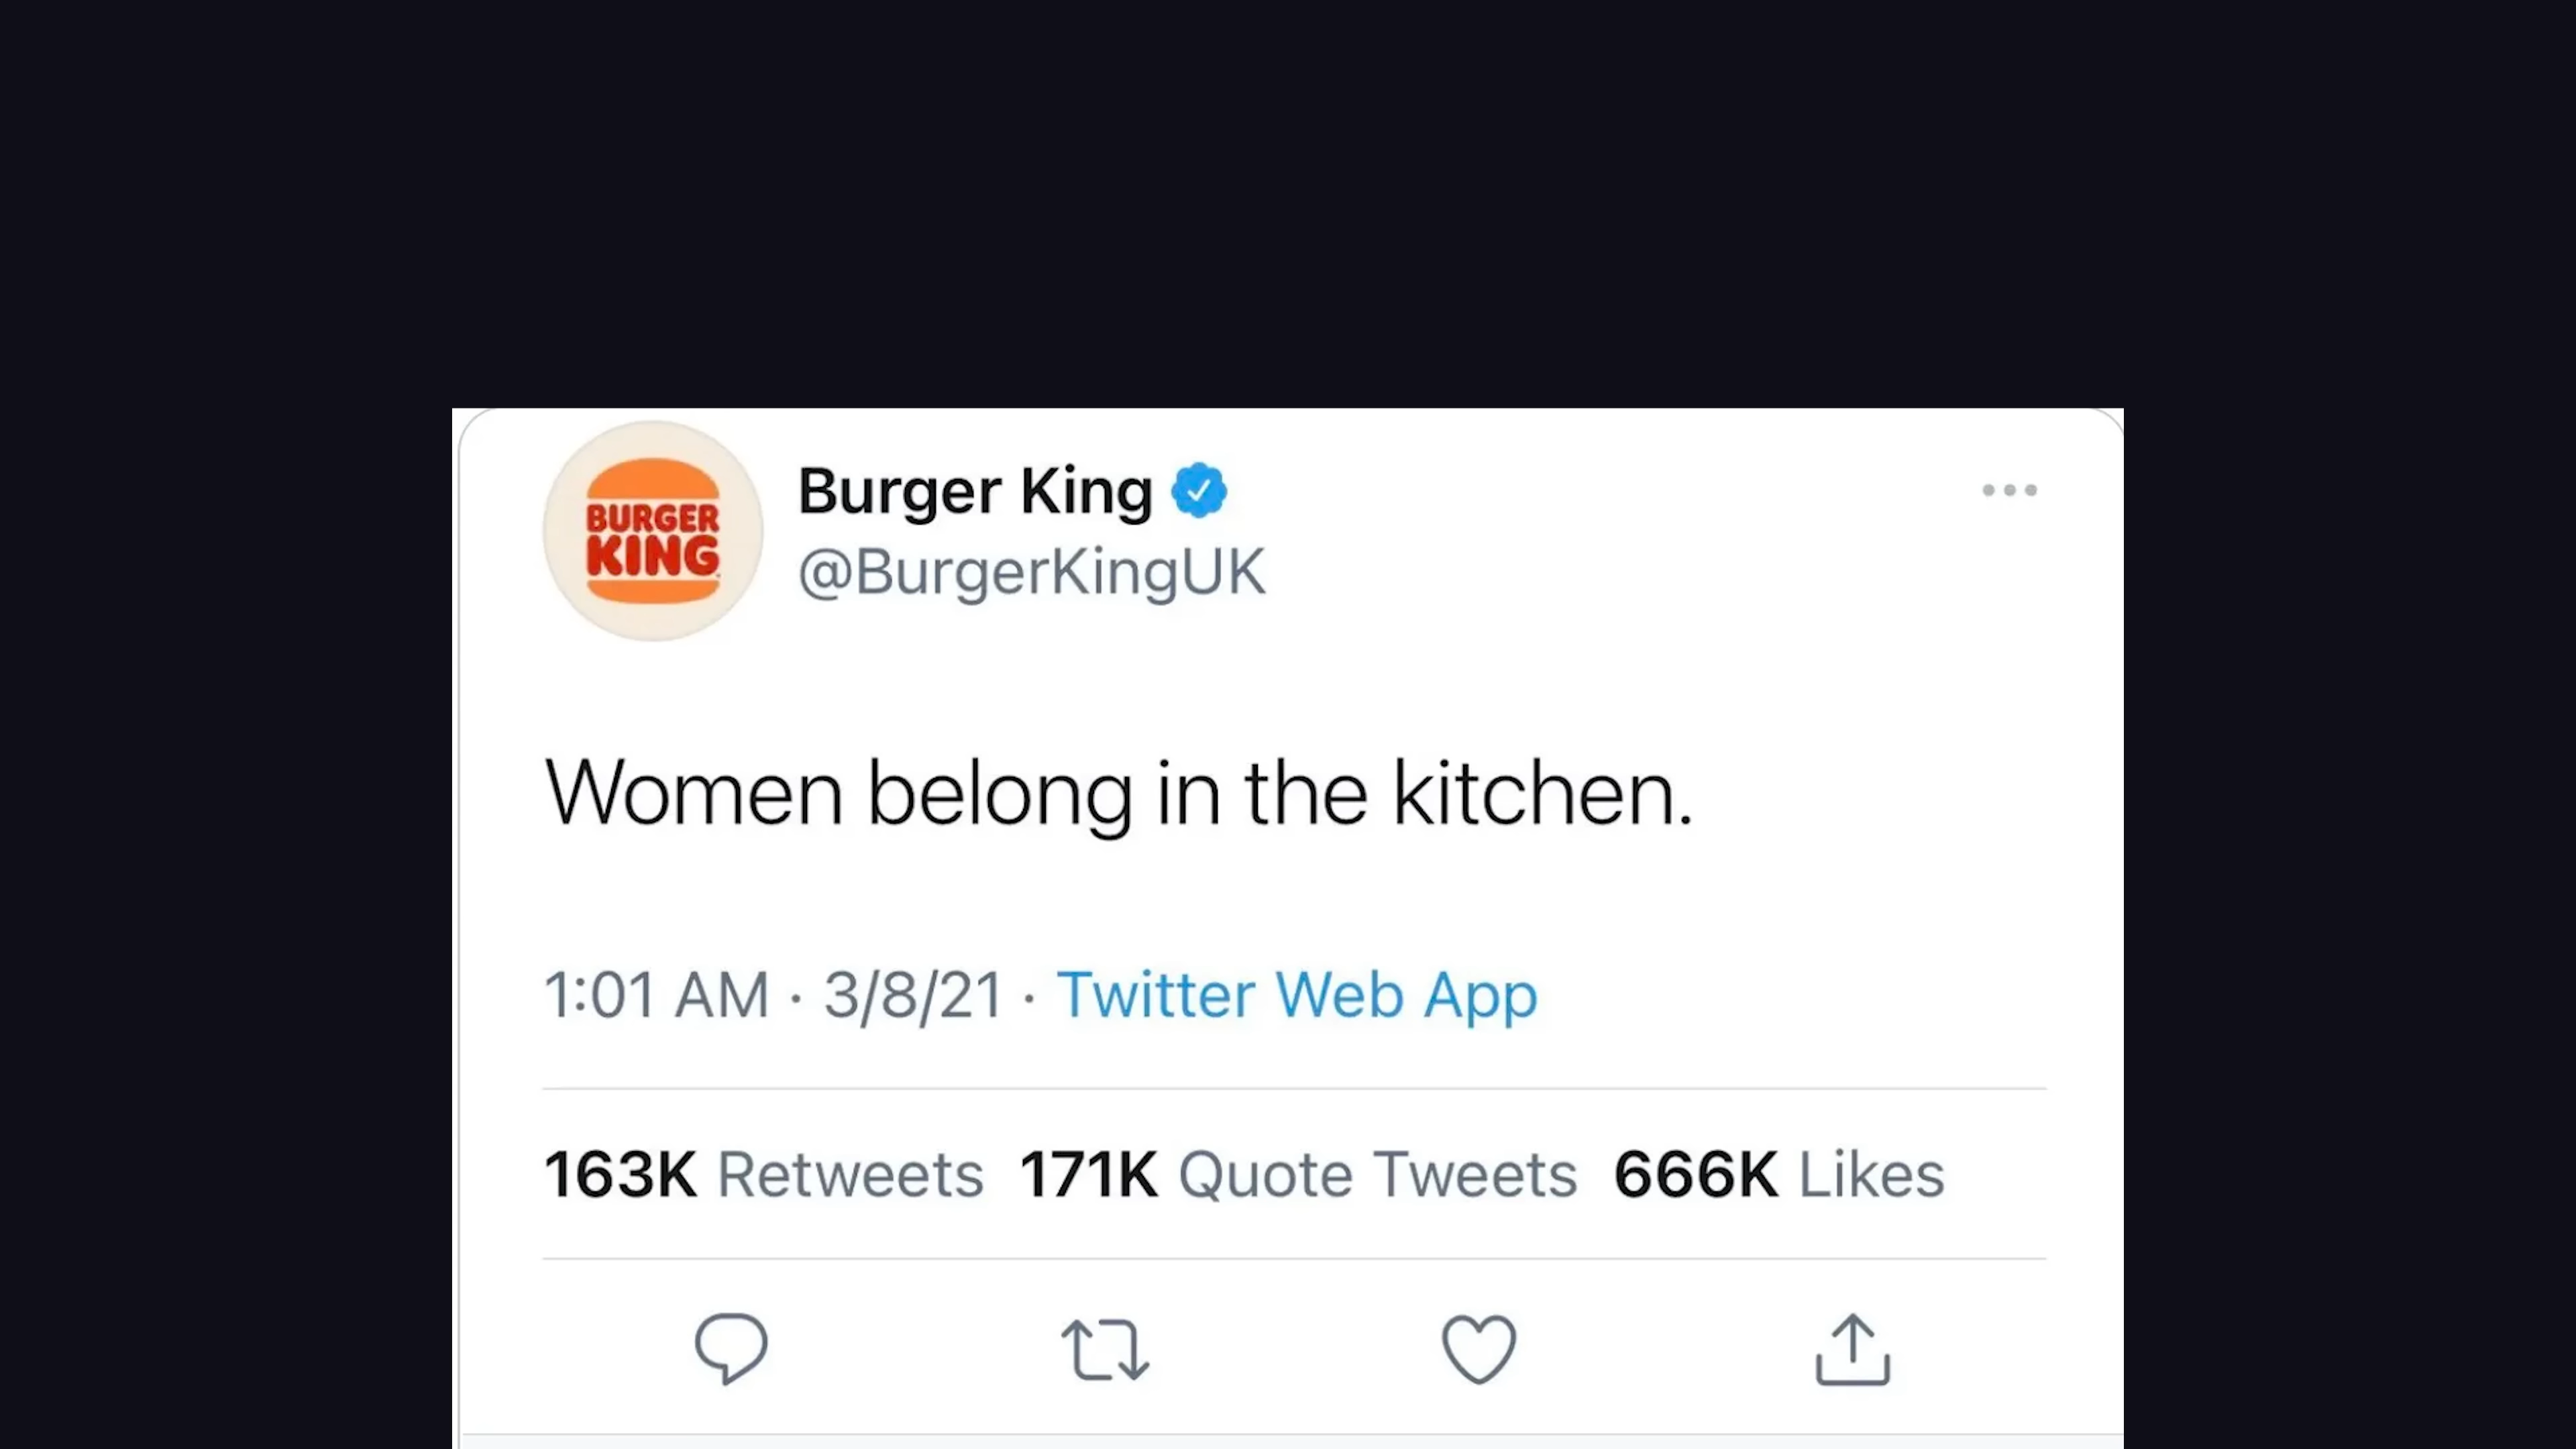 BURGER
KING
Burger King
@BurgerKingUK
Women belong in the kitchen.
1:01 AM · 3/8/21 · Twitter Web App
163K Retweets 171K Quote Tweets 666K Likes